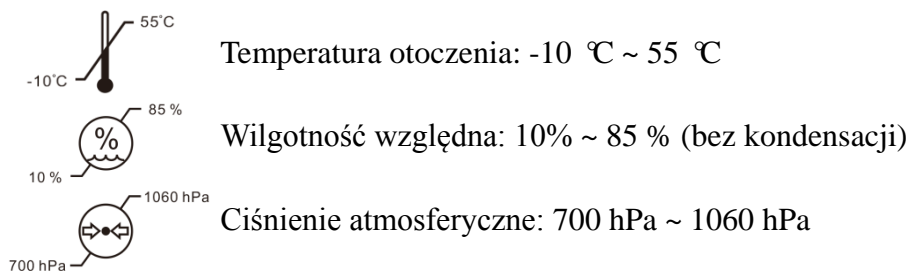 55°C
-10°C
Temperatura otoczenia: -10 ℃ ~ 55 ℃
85 %
%
10 %
Wilgotność względna: 10% ~ 85 % (bez kondensacji)
1060 hPa
700 hPa
Ciśnienie atmosferyczne: 700 hPa ~ 1060 hPa